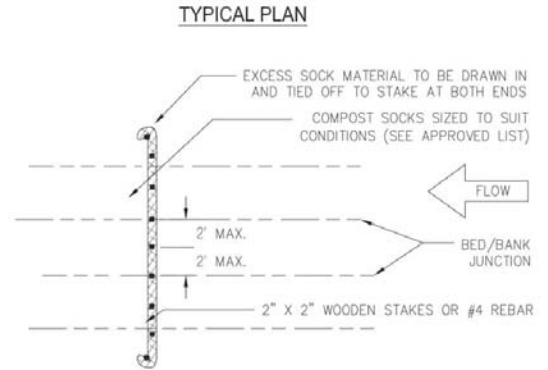 TYPICAL PLAN
EXCESS SOCK MATERIAL TO BE DRAWN IN
AND TIED OFF TO STAKE AT BOTH ENDS
COMPOST SOCKS SIZED TO SUIT
CONDITIONS (SEE APPROVED LIST)
FLOW
2' MAX.
2' MAX.
BED/BANK
JUNCTION
2" X 2" WOODEN STAKES OR #4 REBAR